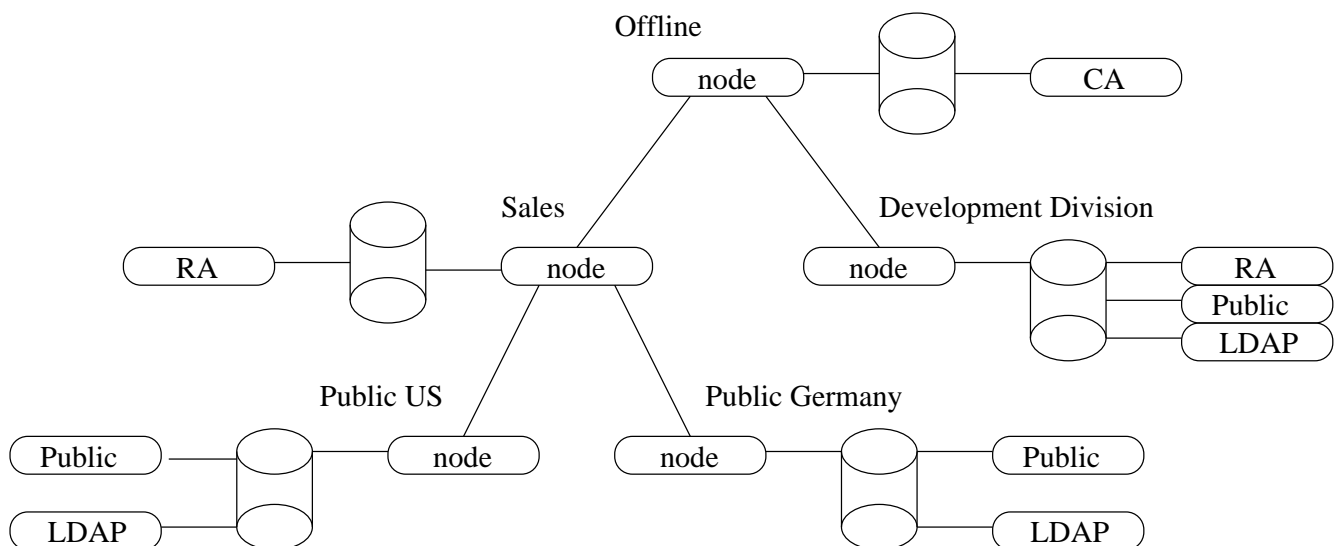 Offline
node
CA
Sales
Development Division
RA
node
node
RA
Public
LDAP
Public US
Public Germany
Public
node
node
Public
LDAP
LDAP